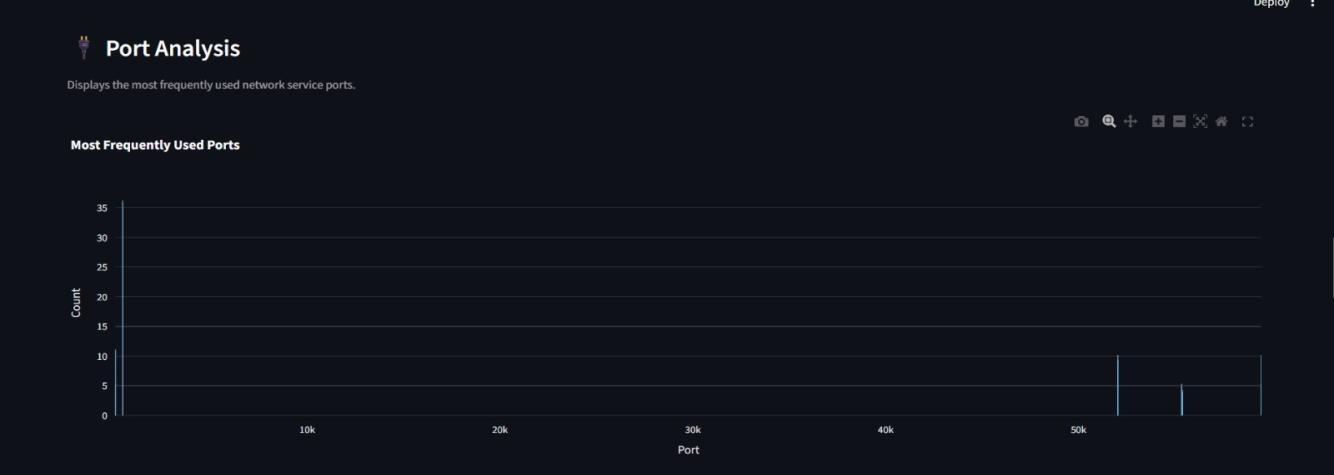 Deploy
Port Analysis
Displays the most frequently used network service ports.
Most Frequently Used Ports
35
30
25
20
15
10
5
0
Count
10k
20k
30k
40k
50k
Port